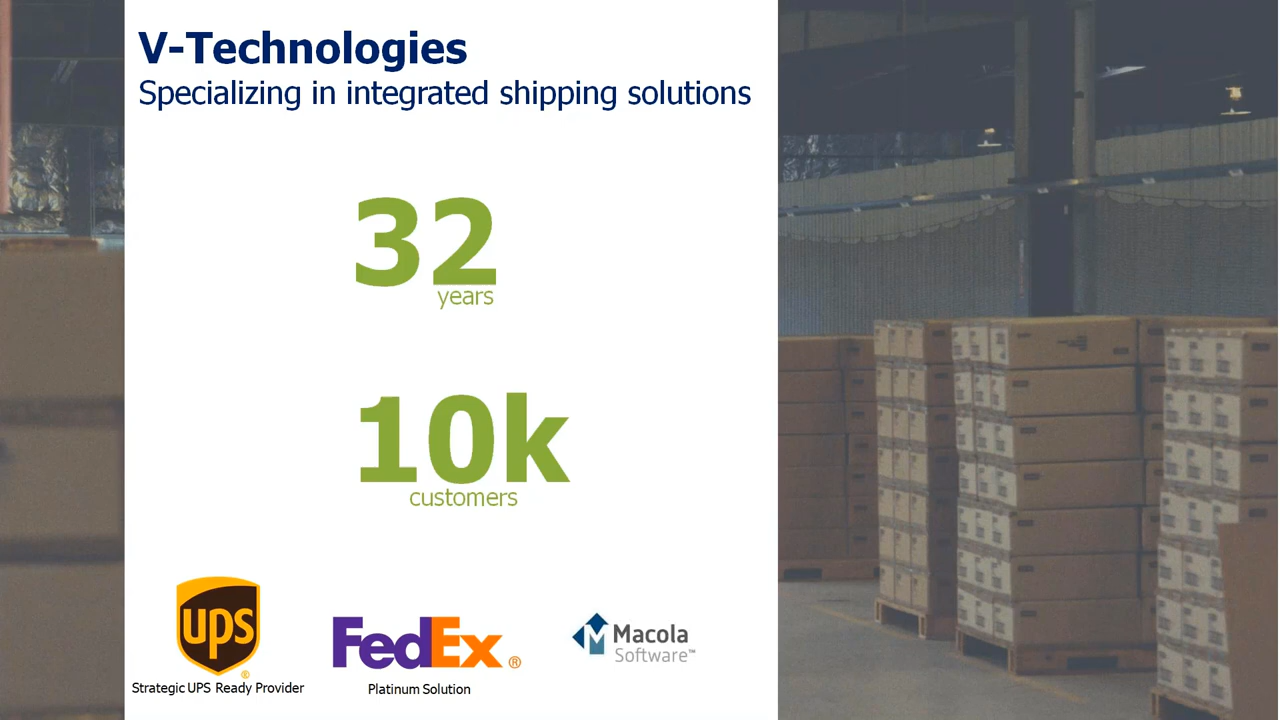 V-Technologies
Specializing in integrated shipping solutions
32
years
10k
customers
ups
®
Strategic UPS Ready Provider
FedEx®
Platinum Solution
Macola
Software™